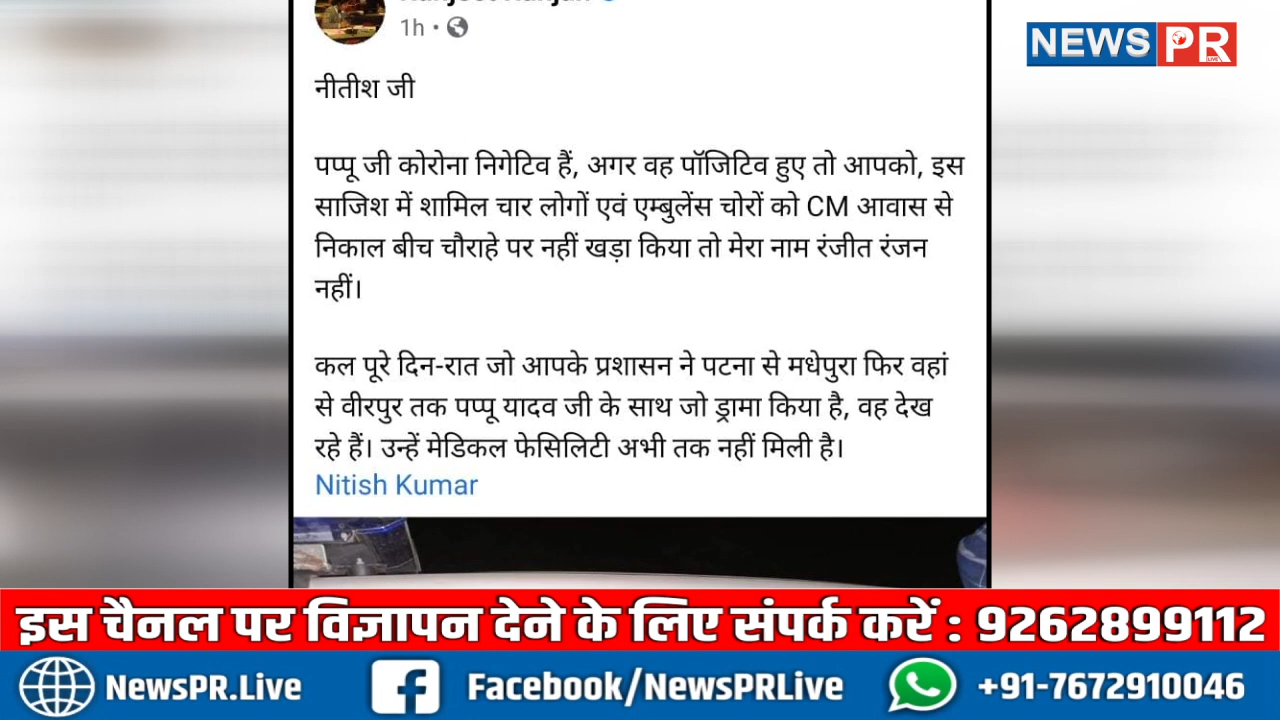 1h
NEWS PR
LIVE
नीतीश जी
पप्पू जी कोरोना निगेटिव हैं, अगर वह पॉजिटिव हुए तो आपको, इस
साजिश में शामिल चार लोगों एवं एम्बुलेंस चोरों को CM आवास से
निकाल बीच चौराहे पर नहीं खड़ा किया तो मेरा नाम रंजीत रंजन
नहीं।
कल पूरे दिन-रात जो आपके प्रशासन ने पटना से मधेपुरा फिर वहां
से वीरपुर तक पप्पू यादव जी के साथ जो ड्रामा किया है, वह देख
रहे हैं। उन्हें मेडिकल फेसिलिटी अभी तक नहीं मिली है।
Nitish Kumar
इस चैनल पर विज्ञापन देने के लिए संपर्क करें : 9262899112
NewsPR.Live Facebook/NewsPRLive +91-7672910046